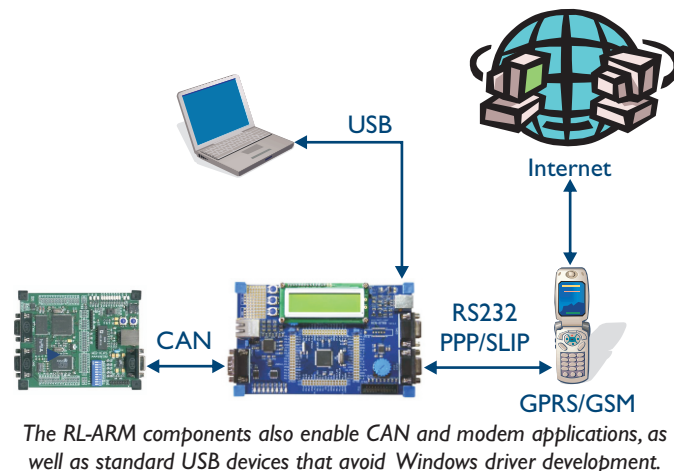 USB
Internet
CAN
RS232
PPP/SLIP
GPRS/GSM
The RL-ARM components also enable CAN and modem applications, as
well as standard USB devices that avoid Windows driver development.